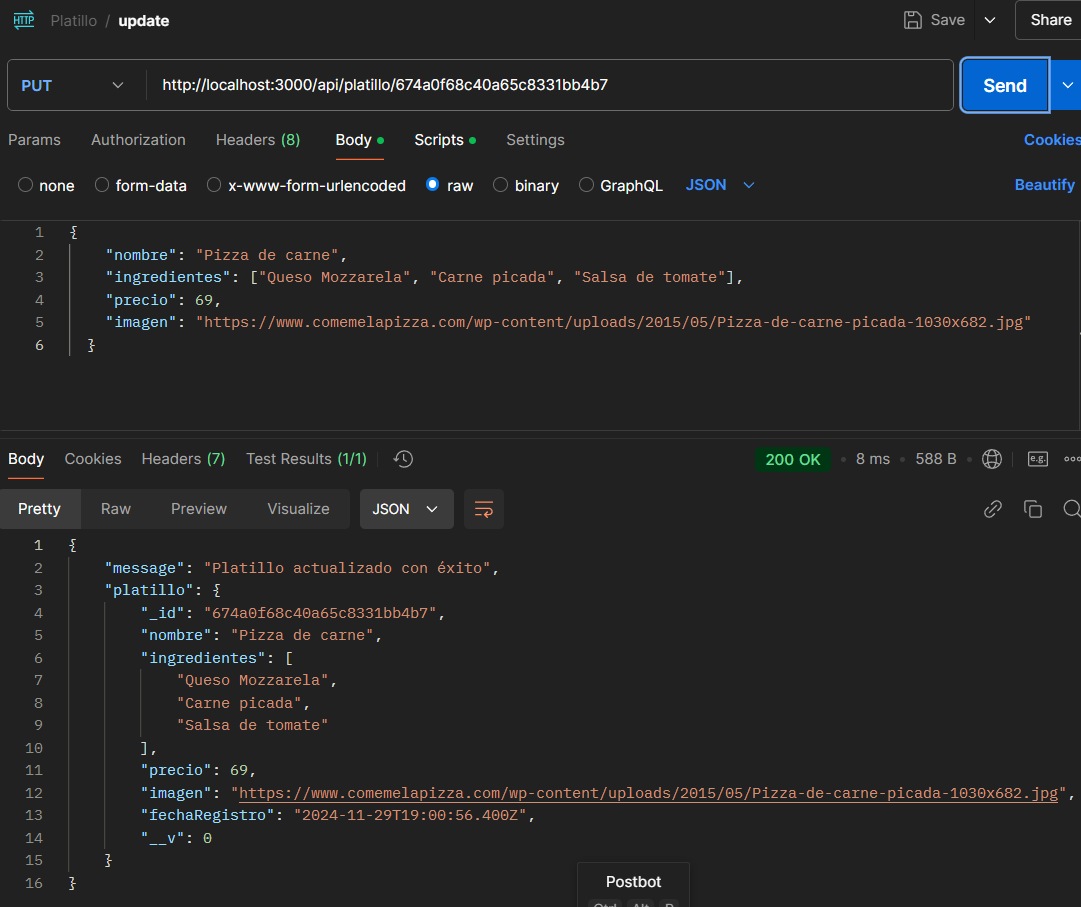 HTTP Platillo / update Save Share
PUT http://localhost:3000/api/platillo/674a0f68c40a65c8331bb4b7 Send
Params Authorization Headers (8) Body Scripts Settings Cookies
none form-data x-www-form-urlencoded raw binary GraphQL JSON Beautify
1 {
2 "nombre": "Pizza de carne",
3 "ingredientes": ["Queso Mozzarela", "Carne picada", "Salsa de tomate"],
4 "precio": 69,
5 "imagen": "https://www.comemelapizza.com/wp-content/uploads/2015/05/Pizza-de-carne-picada-1030x682.jpg"
6 }
Body Cookies Headers (7) Test Results (1/1) 200 OK 8 ms 588 B e.g.
Pretty Raw Preview Visualize JSON
1 {
2 "message": "Platillo actualizado con éxito",
3 "platillo": {
4 "_id": "674a0f68c40a65c8331bb4b7",
5 "nombre": "Pizza de carne",
6 "ingredientes": [
7 "Queso Mozzarela",
8 "Carne picada",
9 "Salsa de tomate"
10 ],
11 "precio": 69,
12 "imagen": "https://www.comemelapizza.com/wp-content/uploads/2015/05/Pizza-de-carne-picada-1030x682.jpg",
13 "fechaRegistro": "2024-11-29T19:00:56.400Z",
14 "__v": 0
15 }
16 }
Postbot
Ctrl Alt P